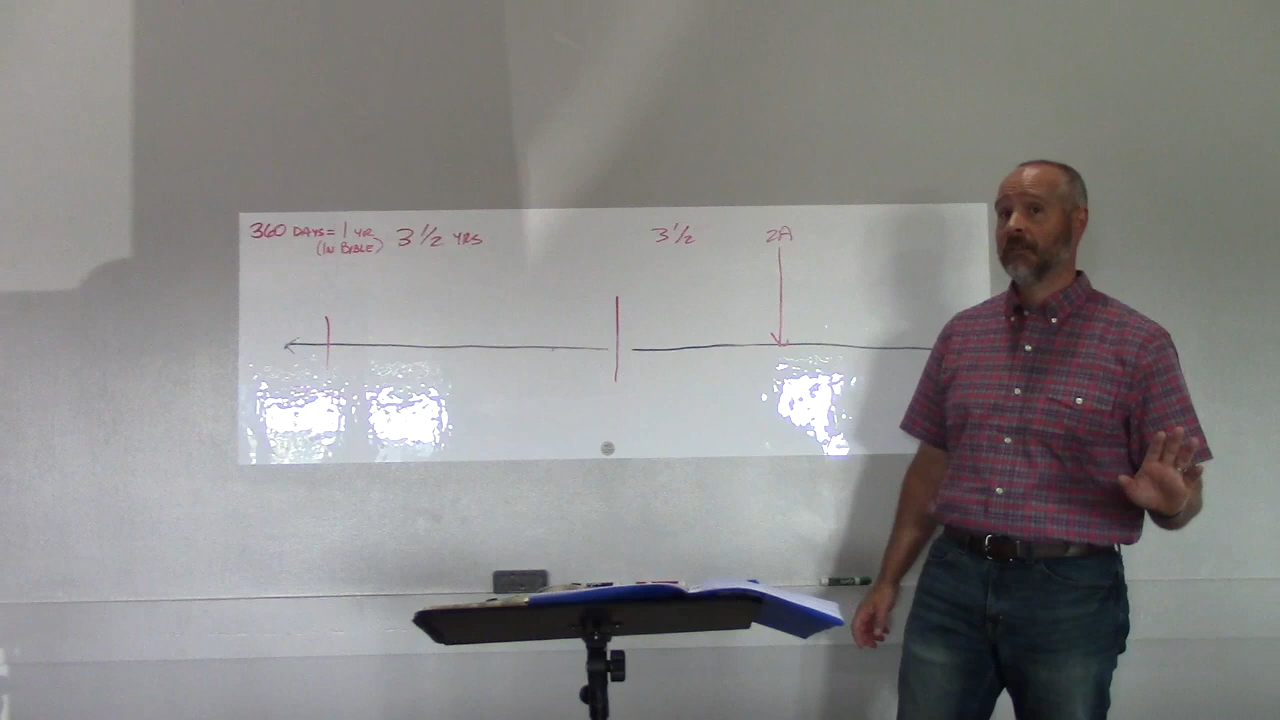 360 DAYS = 1 YR
(IN BIBLE)
3 1/2 YRS
3 1/2
2A